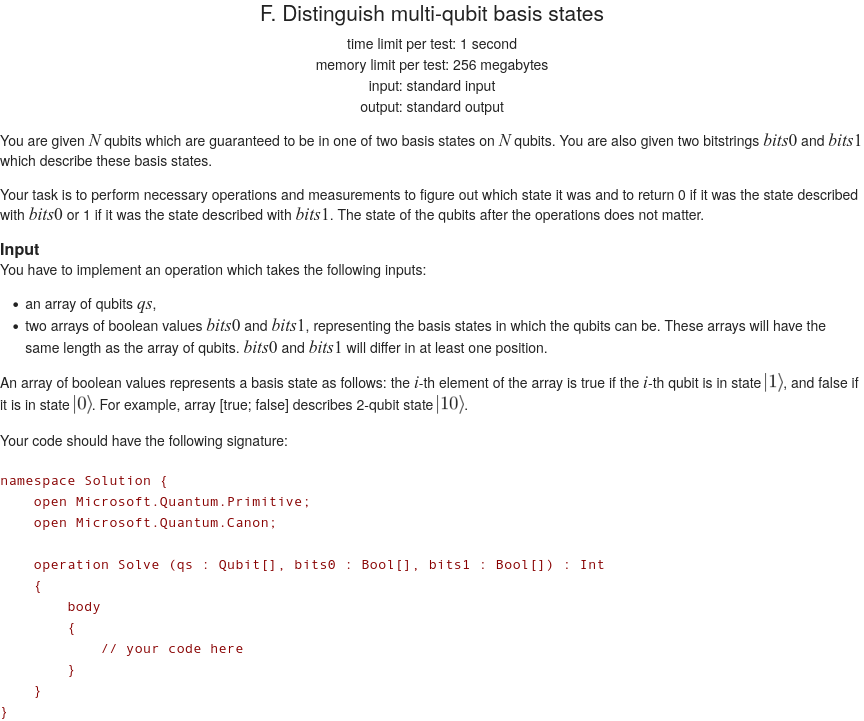 F. Distinguish multi-qubit basis states
time limit per test: 1 second
memory limit per test: 256 megabytes
input: standard input
output: standard output
You are given N qubits which are guaranteed to be in one of two basis states on N qubits. You are also given two bitstrings bits0 and bits1
which describe these basis states.
Your task is to perform necessary operations and measurements to figure out which state it was and to return 0 if it was the state described
with bits0 or 1 if it was the state described with bits1. The state of the qubits after the operations does not matter.
Input
You have to implement an operation which takes the following inputs:
• an array of qubits qs,
• two arrays of boolean values bits0 and bits1, representing the basis states in which the qubits can be. These arrays will have the
same length as the array of qubits. bits0 and bits1 will differ in at least one position.
An array of boolean values represents a basis state as follows: the i-th element of the array is true if the i-th qubit is in state |1⟩, and false if
it is in state |0⟩. For example, array [true; false] describes 2-qubit state |10⟩.
Your code should have the following signature:
namespace Solution {
    open Microsoft.Quantum.Primitive;
    open Microsoft.Quantum.Canon;
    operation Solve (qs : Qubit[], bits0 : Bool[], bits1 : Bool[]) : Int
    {
        body
        {
            // your code here
        }
    }
}